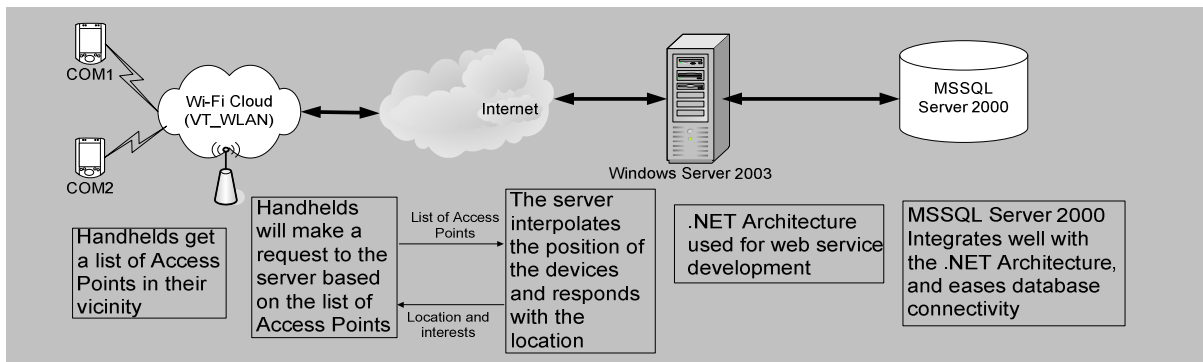 COM1
COM2
Wi-Fi Cloud
(VT_WLAN)
Internet
Windows Server 2003
MSSQL
Server 2000
Handhelds get
a list of Access
Points in their
vicinity
Handhelds
will make a
request to the
server based
on the list of
Access Points
List of Access
Points
Location and
interests
The server
interpolates
the position of
the devices
and responds
with the
location
.NET Architecture
used for web service
development
MSSQL Server 2000
Integrates well with
the .NET Architecture,
and eases database
connectivity